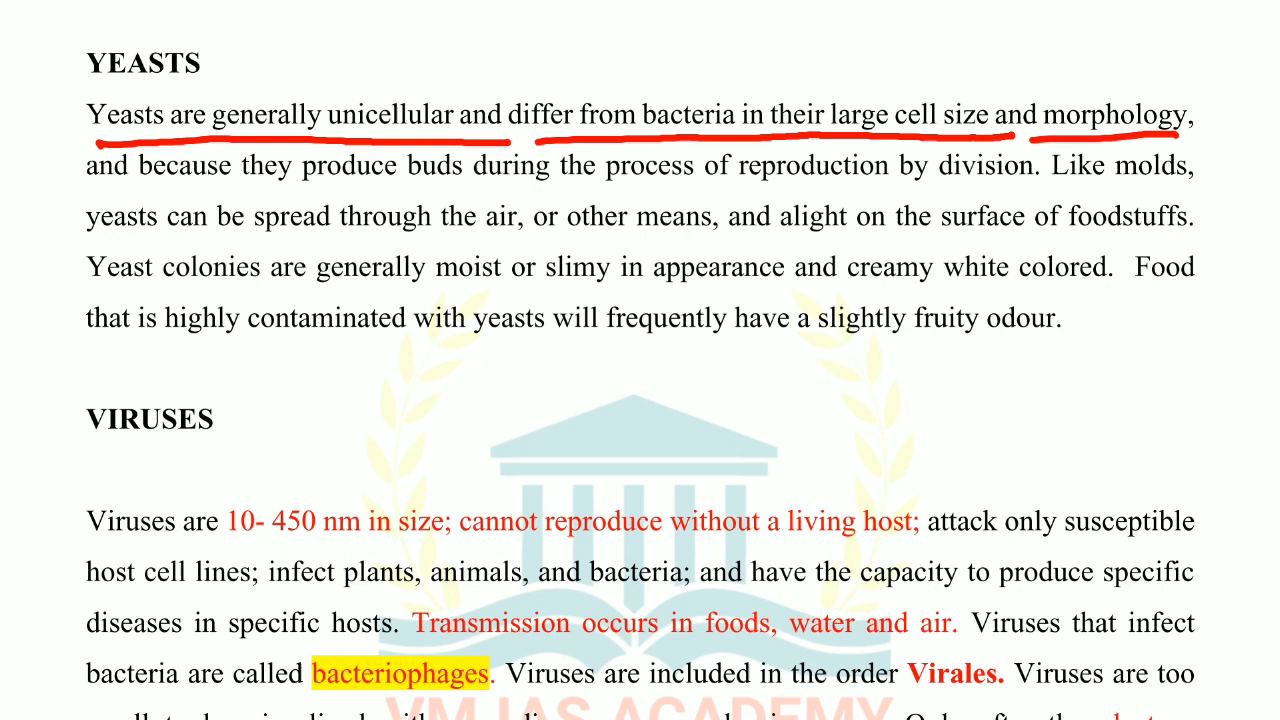 YEASTS
Yeasts are generally unicellular and differ from bacteria in their large cell size and morphology,
and because they produce buds during the process of reproduction by division. Like molds,
yeasts can be spread through the air, or other means, and alight on the surface of foodstuffs.
Yeast colonies are generally moist or slimy in appearance and creamy white colored. Food
that is highly contaminated with yeasts will frequently have a slightly fruity odour.
VIRUSES
Viruses are 10- 450 nm in size; cannot reproduce without a living host; attack only susceptible
host cell lines; infect plants, animals, and bacteria; and have the capacity to produce specific
diseases in specific hosts. Transmission occurs in foods, water and air. Viruses that infect
bacteria are called bacteriophages. Viruses are included in the order Virales. Viruses are too
VM IAS ACADEMY